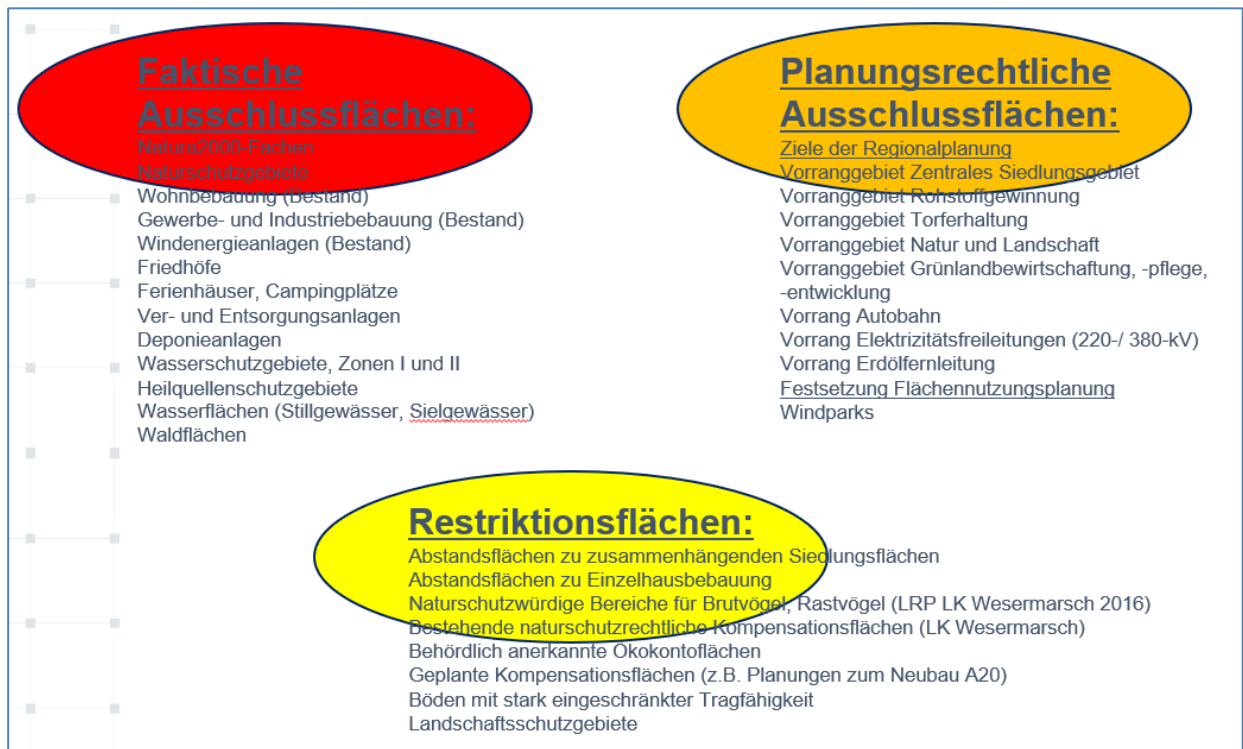 Faktische
Ausschlussflächen:
Natura2000-Fächen
Naturschutzgebiete
Wohnbebauung (Bestand)
Gewerbe- und Industriebebauung (Bestand)
Windenergieanlagen (Bestand)
Friedhöfe
Ferienhäuser, Campingplätze
Ver- und Entsorgungsanlagen
Deponieanlagen
Wasserschutzgebiete, Zonen I und II
Heilquellenschutzgebiete
Wasserflächen (Stillgewässer, Sielgewässer)
Waldflächen
Planungsrechtliche
Ausschlussflächen:
Ziele der Regionalplanung
Vorranggebiet Zentrales Siedlungsgebiet
Vorranggebiet Rohstoffgewinnung
Vorranggebiet Torferhaltung
Vorranggebiet Natur und Landschaft
Vorranggebiet Grünlandbewirtschaftung, -pflege,
-entwicklung
Vorrang Autobahn
Vorrang Elektrizitätsfreileitungen (220-/ 380-kV)
Vorrang Erdölfernleitung
Festsetzung Flächennutzungsplanung
Windparks
Restriktionsflächen:
Abstandsflächen zu zusammenhängenden Siedlungsflächen
Abstandsflächen zu Einzelhausbebauung
Naturschutzwürdige Bereiche für Brutvögel, Rastvögel (LRP LK Wesermarsch 2016)
Bestehende naturschutzrechtliche Kompensationsflächen (LK Wesermarsch)
Behördlich anerkannte Ökokontoflächen
Geplante Kompensationsflächen (z.B. Planungen zum Neubau A20)
Böden mit stark eingeschränkter Tragfähigkeit
Landschaftsschutzgebiete